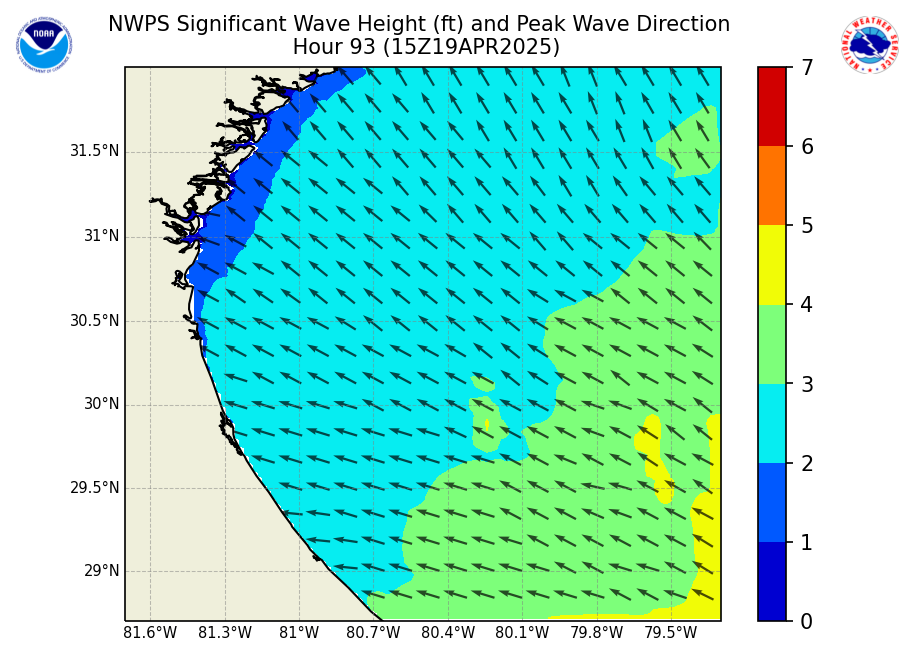 NWPS Significant Wave Height (ft) and Peak Wave Direction
Hour 93 (15Z19APR2025)
NOAA
NATIONAL WEATHER SERVICE
31.5°N
31°N
30.5°N
30°N
29.5°N
29°N
81.6°W 81.3°W 81°W 80.7°W 80.4°W 80.1°W 79.8°W 79.5°W
7
6
5
4
3
2
1
0